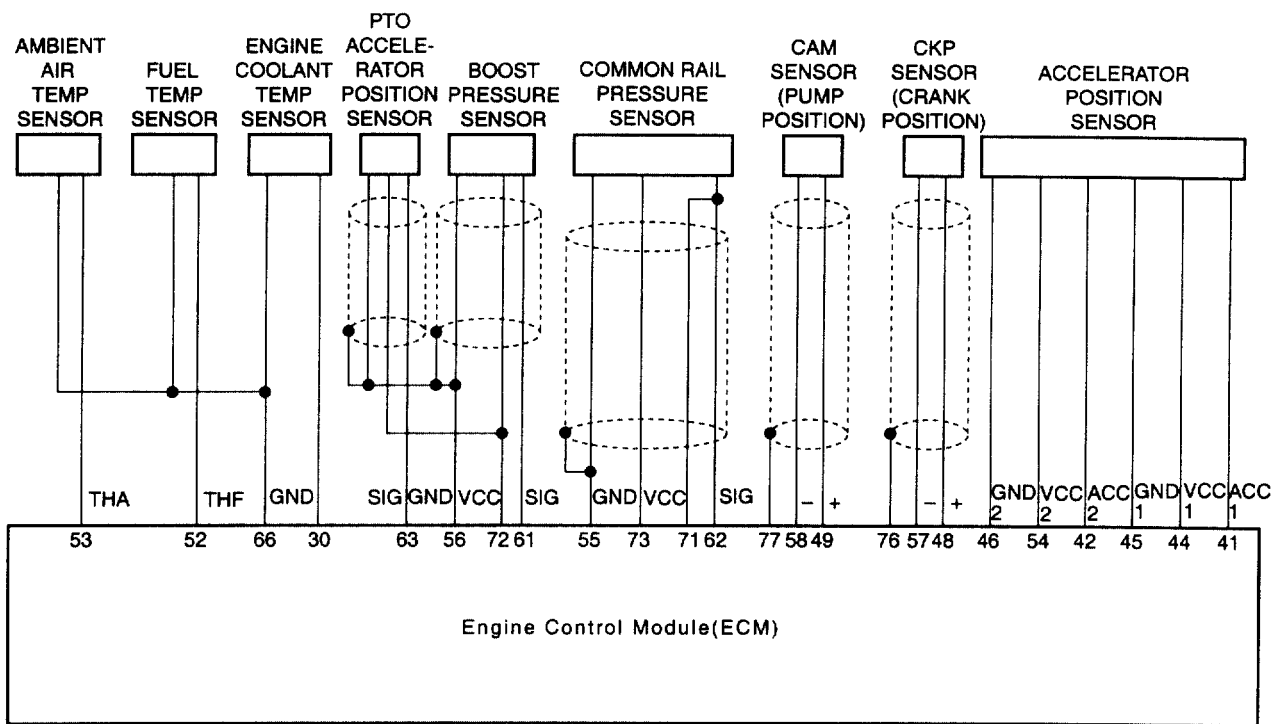 AMBIENT
AIR
TEMP
SENSOR
FUEL
TEMP
SENSOR
ENGINE
COOLANT
TEMP
SENSOR
PTO
ACCELE-
RATOR
POSITION
SENSOR
BOOST
PRESSURE
SENSOR
COMMON RAIL
PRESSURE
SENSOR
CAM
SENSOR
(PUMP
POSITION)
CKP
SENSOR
(CRANK
POSITION)
ACCELERATOR
POSITION
SENSOR
THA
THF
GND
SIG
GND
VCC
SIG
GND
VCC
SIG
– +
– +
GND
2
VCC
2
ACC
2
GND
1
VCC
1
ACC
1
53 52 66 30 63 56 72 61 55 73 71 62 77 58 49 76 57 48 46 54 42 45 44 41
Engine Control Module(ECM)